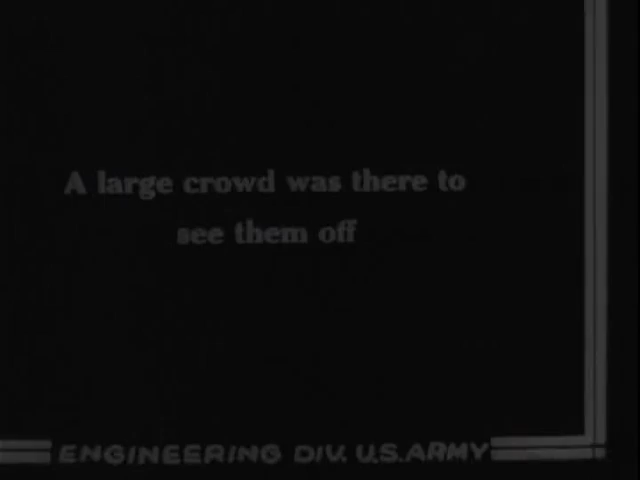 A large crowd was there to
see them off
ENGINEERING DIV. U.S.ARMY